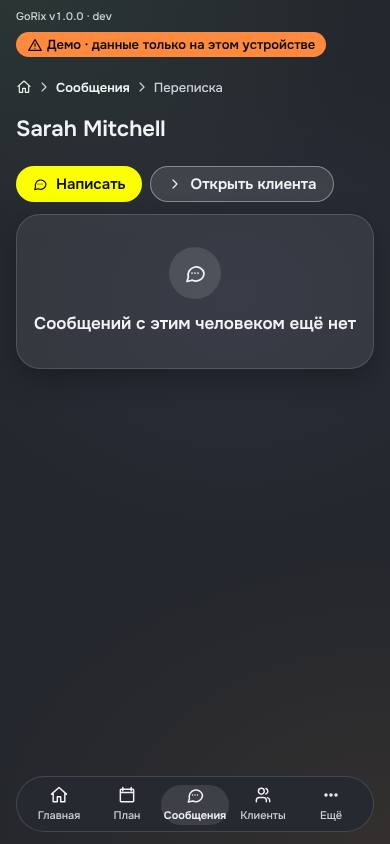 GoRix v1.0.0 · dev
Демо · данные только на этом устройстве
Сообщения Переписка
Sarah Mitchell
Написать Открыть клиента
Сообщений с этим человеком ещё нет
Главная План Сообщения Клиенты Ещё